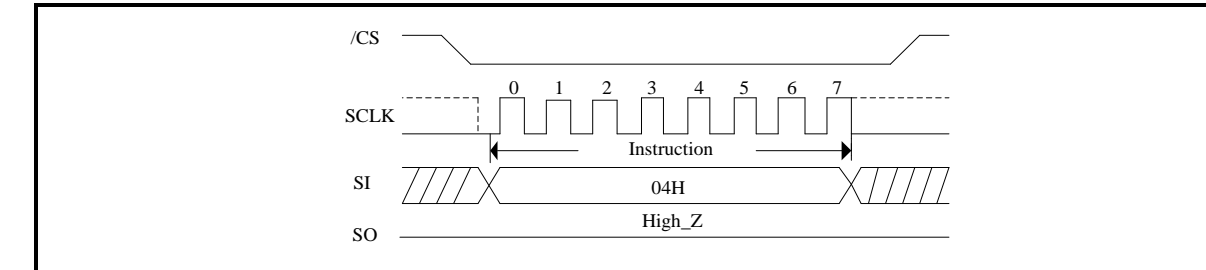 /CS
0 1 2 3 4 5 6 7
SCLK
Instruction
SI
04H
High_Z
SO